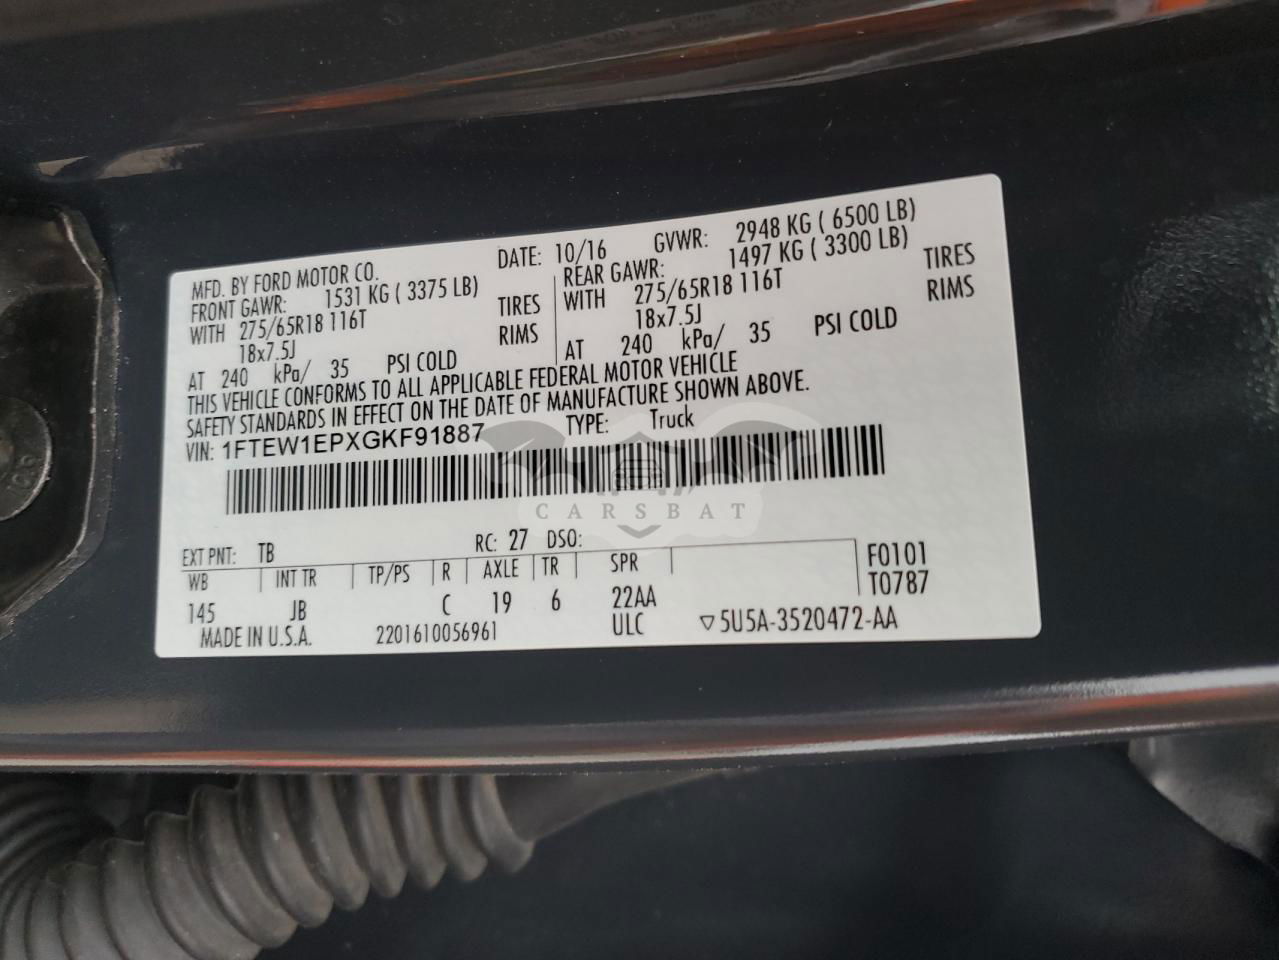 MFD. BY FORD MOTOR CO. DATE: 10/16 GVWR: 2948 KG ( 6500 LB)
FRONT GAWR: 1531 KG ( 3375 LB) REAR GAWR: 1497 KG ( 3300 LB)
WITH 275/65R18 116T TIRES WITH 275/65R18 116T TIRES
18x7.5J RIMS 18x7.5J RIMS
AT 240 kPa/ 35 PSI COLD AT 240 kPa/ 35 PSI COLD
THIS VEHICLE CONFORMS TO ALL APPLICABLE FEDERAL MOTOR VEHICLE
SAFETY STANDARDS IN EFFECT ON THE DATE OF MANUFACTURE SHOWN ABOVE.
VIN: 1FTEW1EPXGKF91887 TYPE: Truck
CARSBAT
EXT PNT: TB RC: 27 DSO:
WB INT TR TP/PS R AXLE TR SPR F0101
145 JB C 19 6 22AA T0787
MADE IN U.S.A. 2201610056961 ULC ▽5U5A-3520472-AA